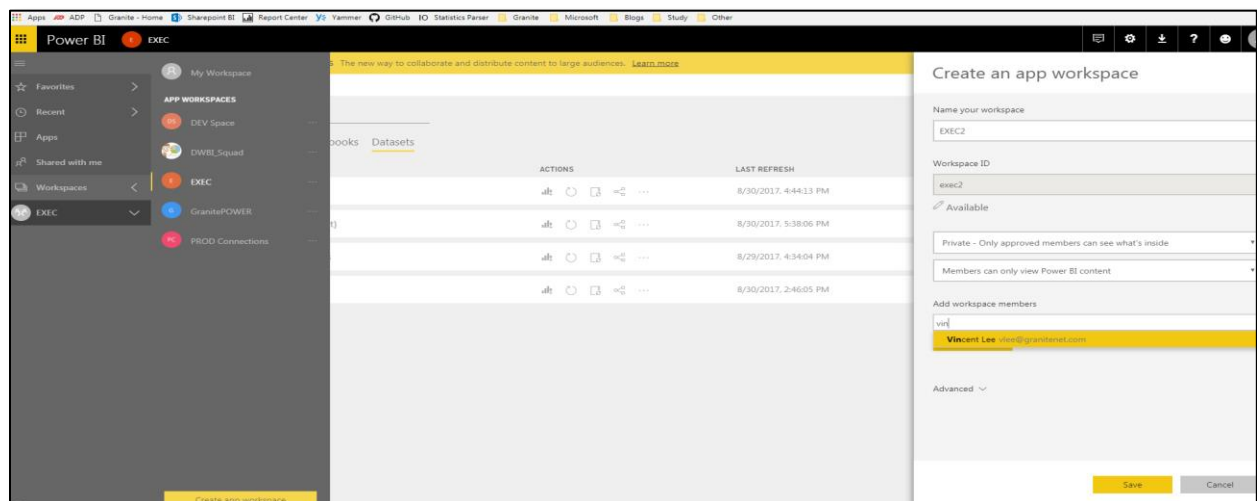 Apps ADP Granite - Home Sharepoint BI Report Center Yammer GitHub IO Statistics Parser Granite Microsoft Blogs Study Other
Power BI E EXEC
Favorites
Recent
Apps
Shared with me
Workspaces
EXEC
My Workspace
APP WORKSPACES
DS DEV Space
DWBI_Squad
E EXEC
G GranitePOWER
PC PROD Connections
Create app workspace
The new way to collaborate and distribute content to large audiences. Learn more
books Datasets
ACTIONS LAST REFRESH
8/30/2017, 4:44:13 PM
t) 8/30/2017, 5:38:06 PM
8/29/2017, 4:34:04 PM
8/30/2017, 2:46:05 PM
Create an app workspace
Name your workspace
EXEC2
Workspace ID
exec2
Available
Private - Only approved members can see what's inside
Members can only view Power BI content
Add workspace members
vin
Vincent Lee vlee@granitenet.com
Advanced
Save Cancel